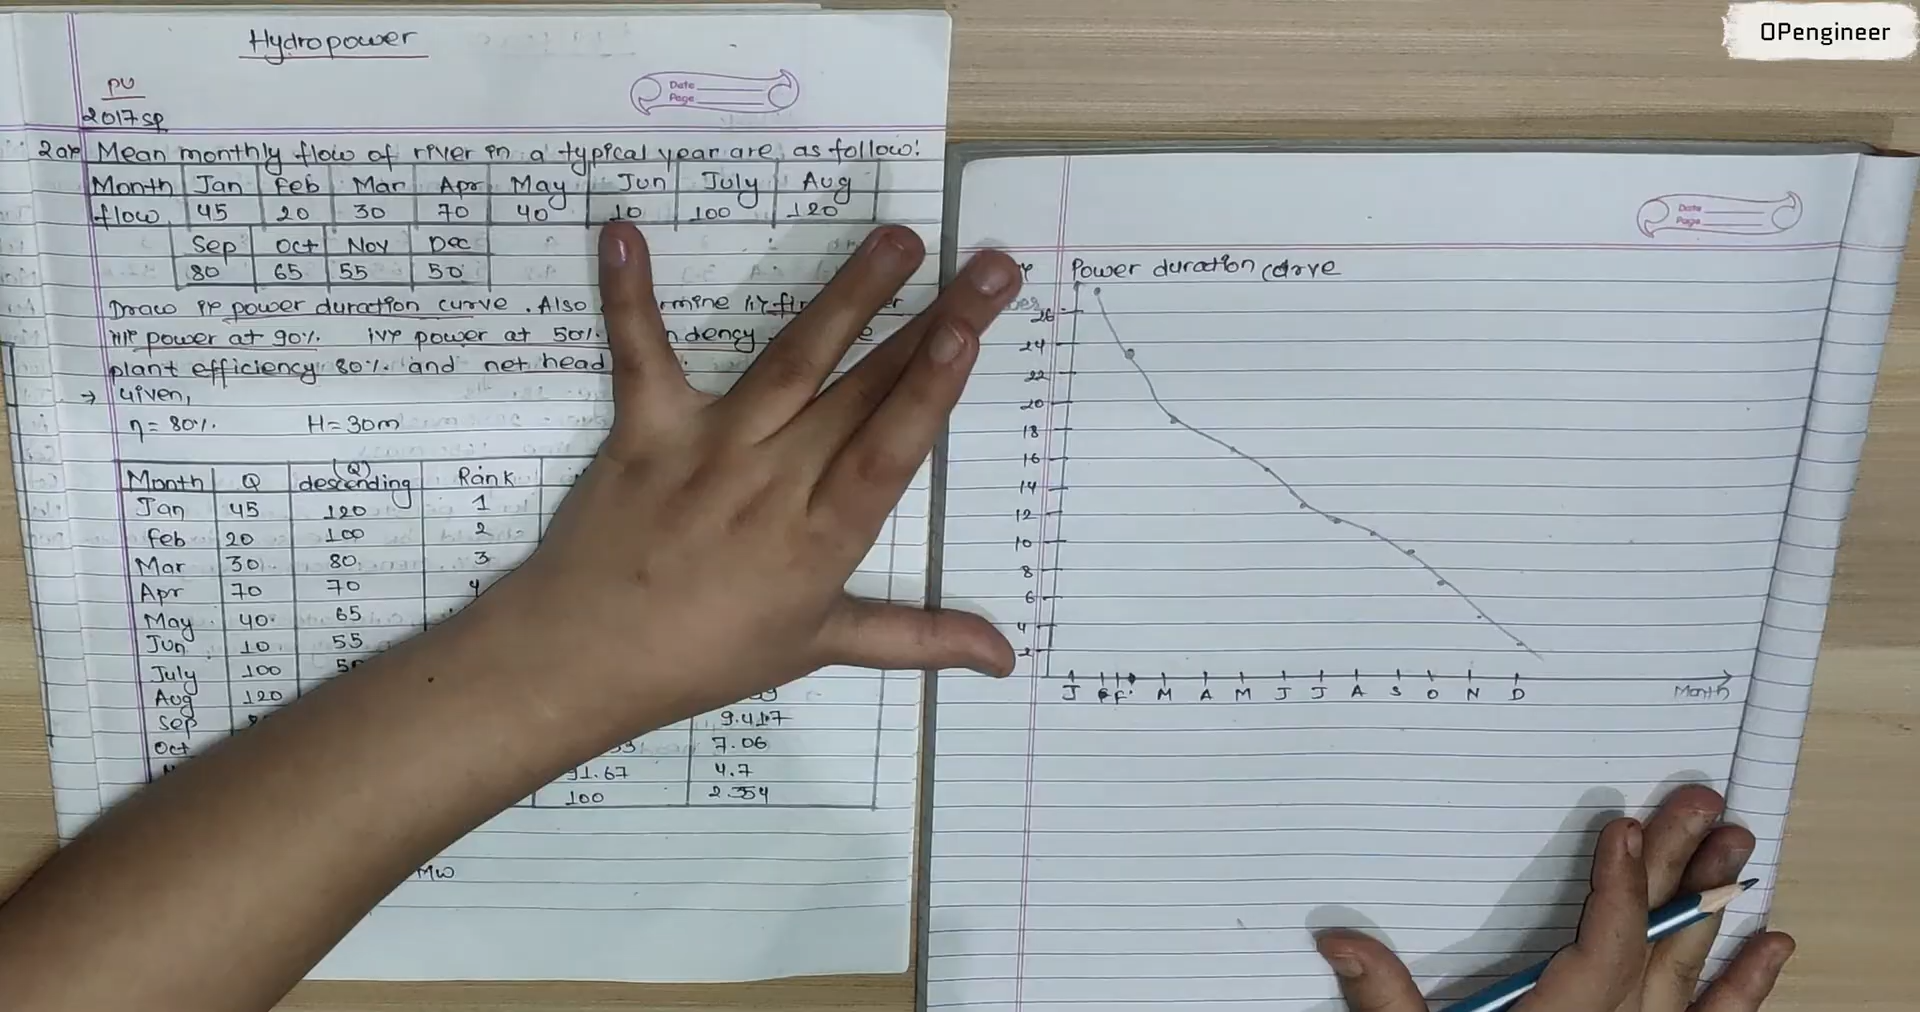 OPengineer
Hydropower
PU
2017 sp
Date
Page
2 a) Mean monthly flow of river in a typical year are as follow:
Month Jan Feb Mar Apr May Jun July Aug
flow 45 20 30 70 40 10 100 120
Sep Oct Nov Dec
80 65 55 50
Draw i) power duration curve. Also
iii) power at 90%. iv) power at 50%.
plant efficiency 80% and net head
→ Given,
η = 80% H = 30m
Month Q (Q) descending Rank
Jan 45 120 1
Feb 20 100 2
Mar 30 80 3
Apr 70 70 4
May 40 65
Jun 10 55
July 100
Aug 120
Sep 9.417
Oct 7.06
91.67 4.7
100 2.354
MW
Date
Page
Power duration curve
26
24
22
20
18
16
14
12
10
8
6
4
2
J F M A M J J A S O N D Month